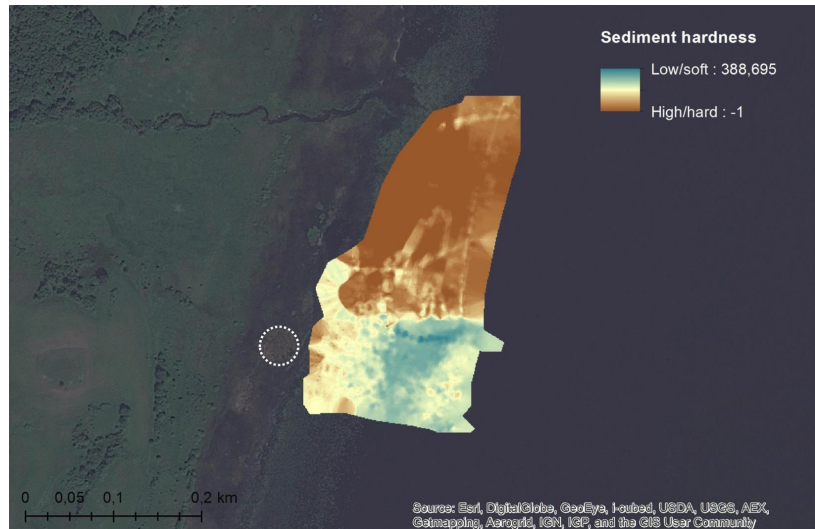 Sediment hardness
Low/soft : 388,695
High/hard : -1
0 0,05 0,1 0,2 km
Source: Esri, DigitalGlobe, GeoEye, i-cubed, USDA, USGS, AEX,
Getmapping, Aerogrid, IGN, IGP, and the GIS User Community